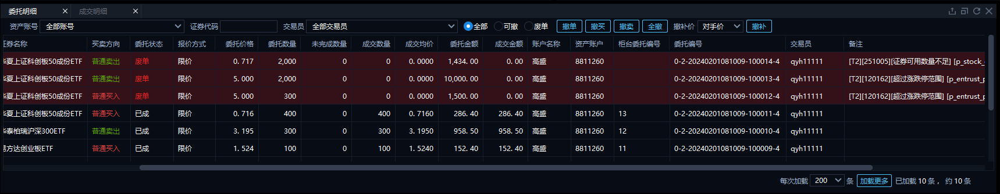 委托明细 成交明细
资产账号 全部账号 证券代码 交易员 全部交易员 全部 可撤 废单 撤单 撤买 撤卖 全撤 撤补价 对手价 撤补
证券名称 买卖方向 委托状态 报价方式 委托价格 委托数量 未完成数量 成交数量 成交均价 委托金额 成交金额 账户名称 资产账户 柜台委托编号 委托编号 交易员 备注
华夏上证科创板50成份ETF 普通卖出 废单 限价 0.717 2,000 0 0 0.0000 1,434.00 0.00 高盛 8811260 0-2-20240201081009-100014-4 qyh11111 [T2][251005][证券可用数量不足] [p_stock_
华夏上证科创板50成份ETF 普通卖出 废单 限价 5.000 2,000 0 0 0.0000 10,000.00 0.00 高盛 8811260 0-2-20240201081009-100013-4 qyh11111 [T2][120162][超过涨跌停范围] [p_entrust_p
华夏上证科创板50成份ETF 普通买入 废单 限价 5.000 300 0 0 0.0000 1,500.00 0.00 高盛 8811260 0-2-20240201081009-100012-4 qyh11111 [T2][120162][超过涨跌停范围] [p_entrust_p
华夏上证科创板50成份ETF 普通买入 已成 限价 0.716 400 0 400 0.7160 286.40 286.40 高盛 8811260 13 0-2-20240201081009-100011-4 qyh11111
华泰柏瑞沪深300ETF 普通卖出 已成 限价 3.195 300 0 300 3.1950 958.50 958.50 高盛 8811260 12 0-2-20240201081009-100010-4 qyh11111
易方达创业板ETF 普通买入 已成 限价 1.524 100 0 100 1.5240 152.40 152.40 高盛 8811260 11 0-2-20240201081009-100009-4 qyh11111
每次加载 200 条 加载更多 已加载 10 条， 约 10 条